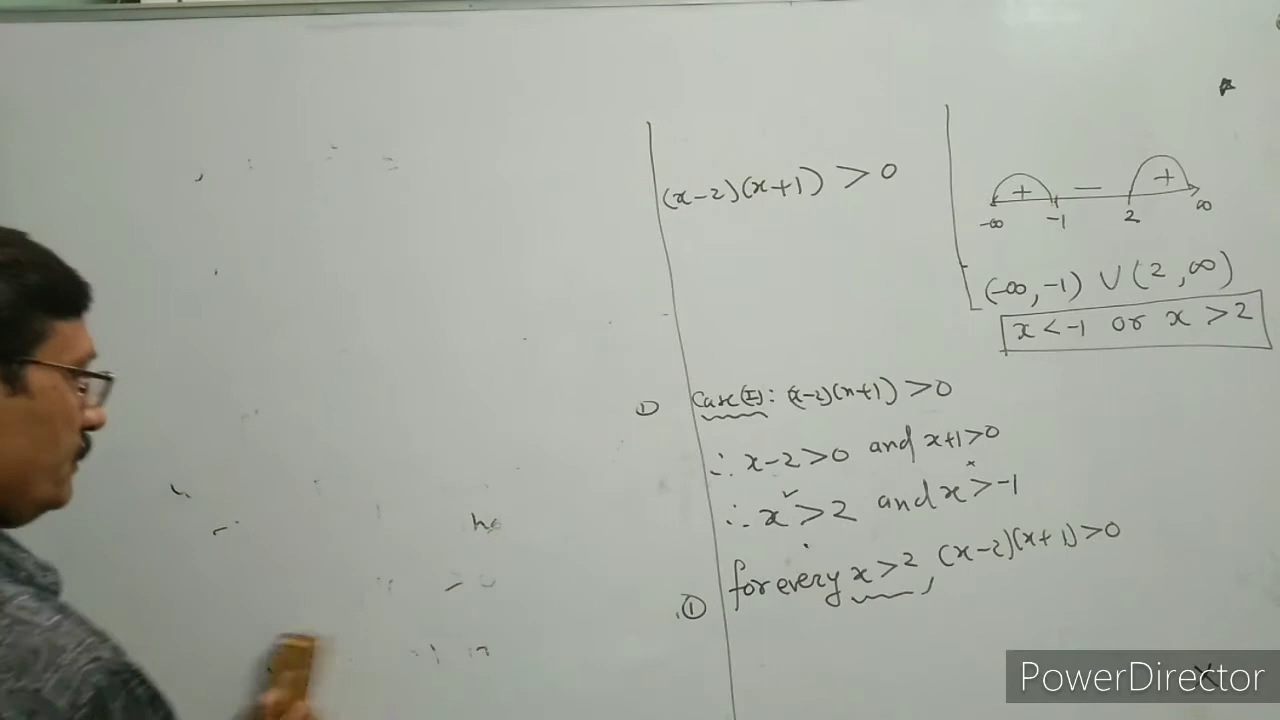 (x-2)(x+1) > 0
+ − +
-∞ -1 2 ∞
(-∞, -1) ∪ (2, ∞)
x < -1 or x > 2
① Case(I): (x-2)(x+1) > 0
∴ x-2 > 0 and x+1 > 0
∴ x > 2 and x > -1
① for every x > 2, (x-2)(x+1) > 0
PowerDirector